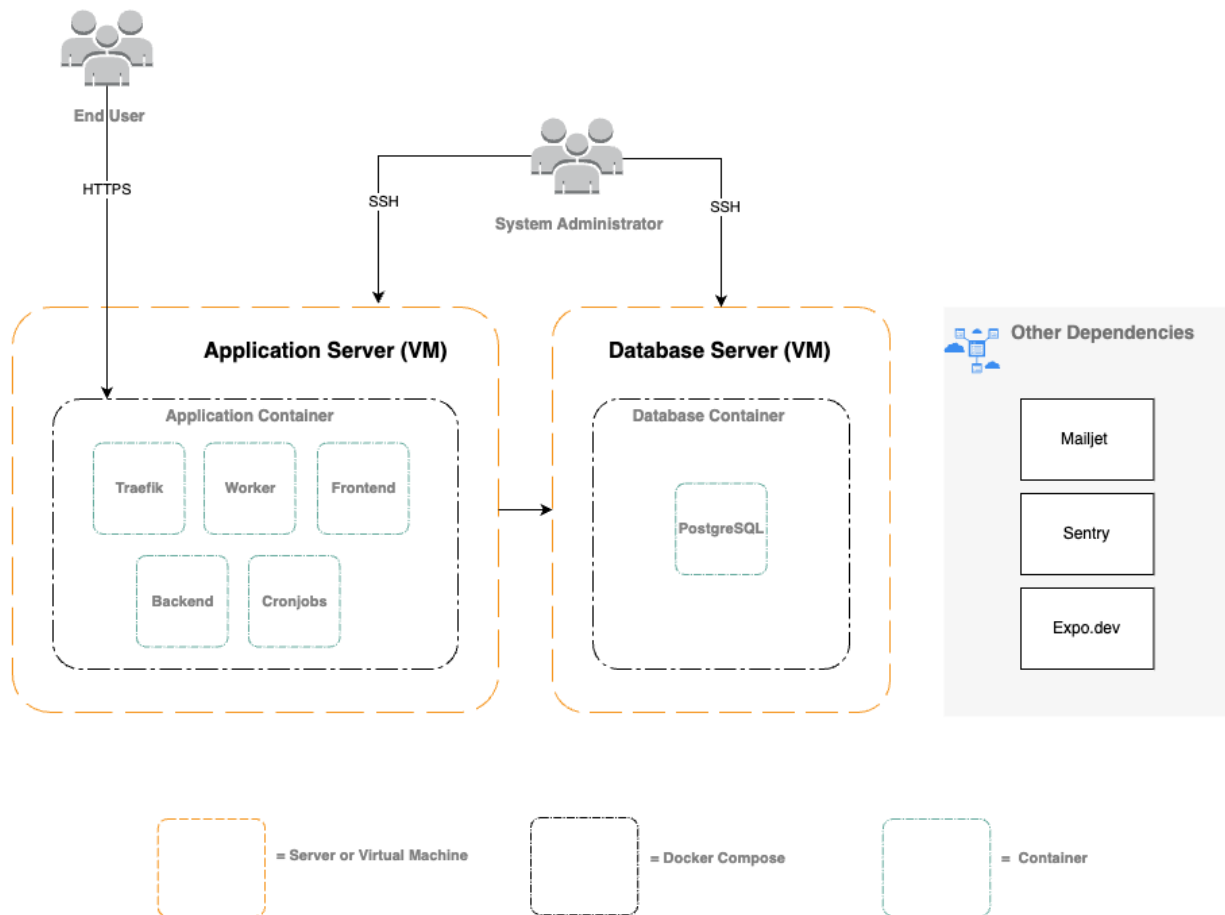 End User
HTTPS
SSH
SSH
System Administrator
Application Server (VM)
Database Server (VM)
Other Dependencies
Application Container
Database Container
Traefik
Worker
Frontend
Backend
Cronjobs
PostgreSQL
Mailjet
Sentry
Expo.dev
= Server or Virtual Machine
= Docker Compose
= Container